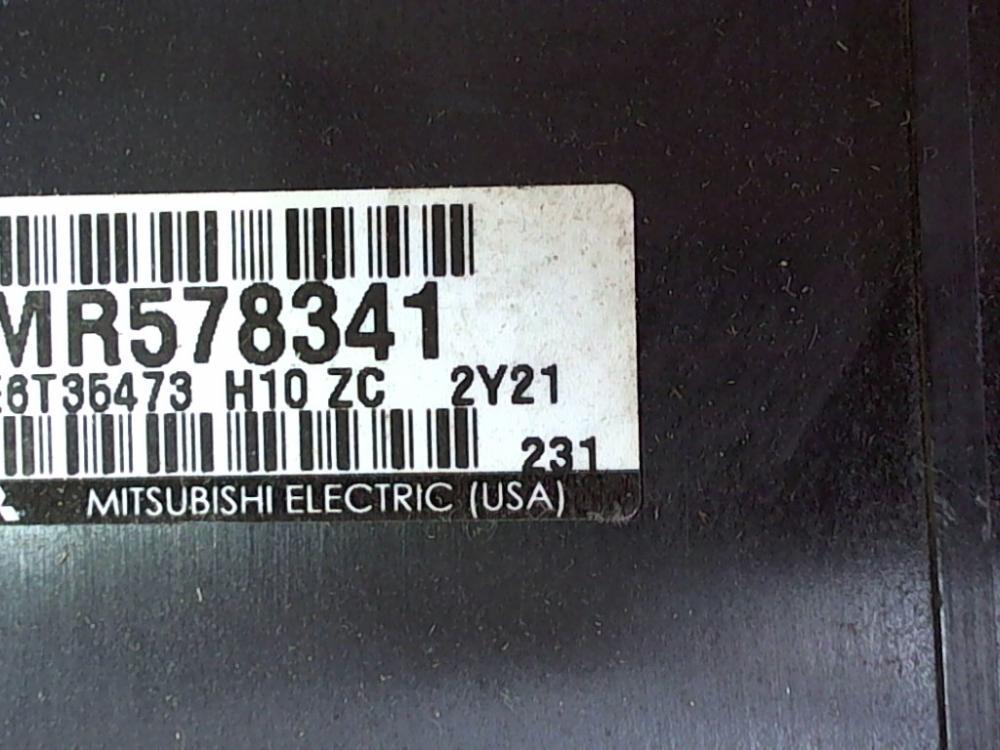 MR578341
E6T35473 H10 ZC 2Y21
231
MITSUBISHI ELECTRIC (USA)